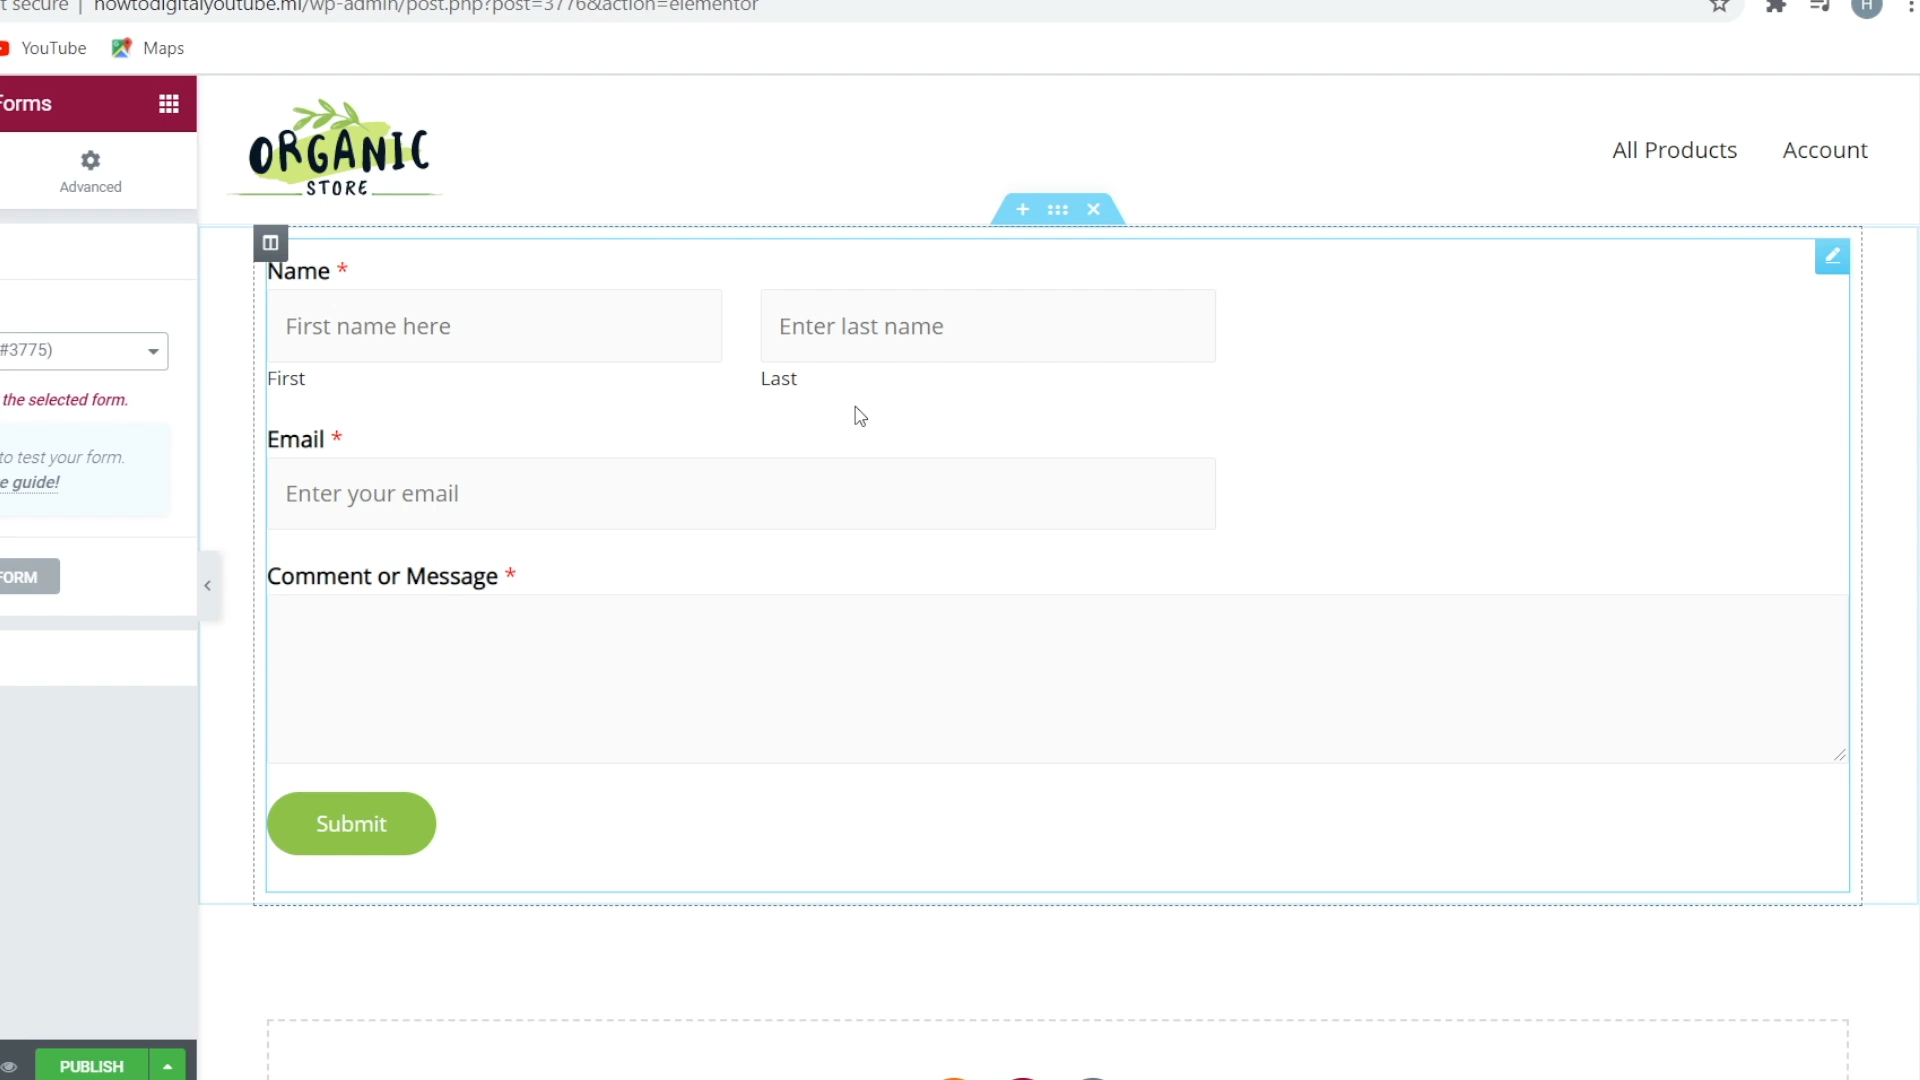 t secure | howtodigitalyoutube.ml/wp-admin/post.php?post=3776&action=elementor
YouTube Maps
Forms
Advanced
ORGANIC
STORE
All Products Account
Name *
First name here Enter last name
#3775)
First Last
the selected form.
Email *
to test your form.
e guide!
Enter your email
FORM
Comment or Message *
Submit
PUBLISH
H